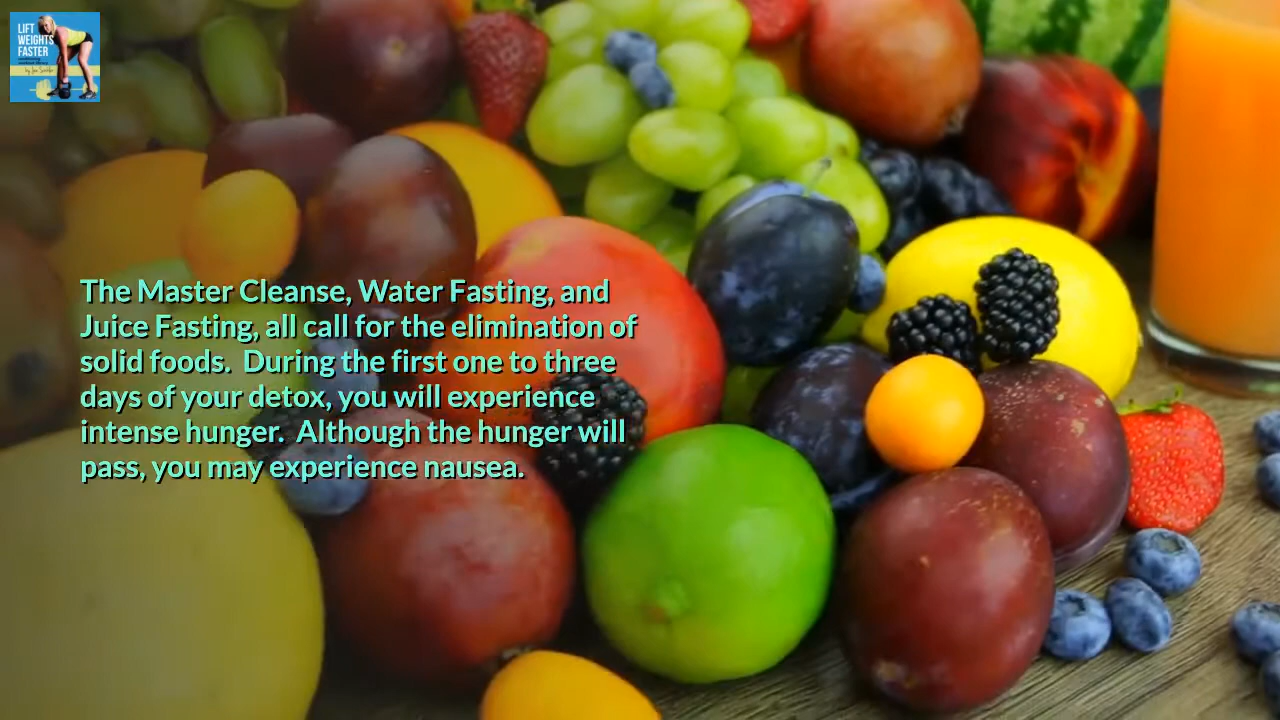 LIFT
WEIGHTS
FASTER
The Master Cleanse, Water Fasting, and
Juice Fasting, all call for the elimination of
solid foods.  During the first one to three
days of your detox, you will experience
intense hunger.  Although the hunger will
pass, you may experience nausea.